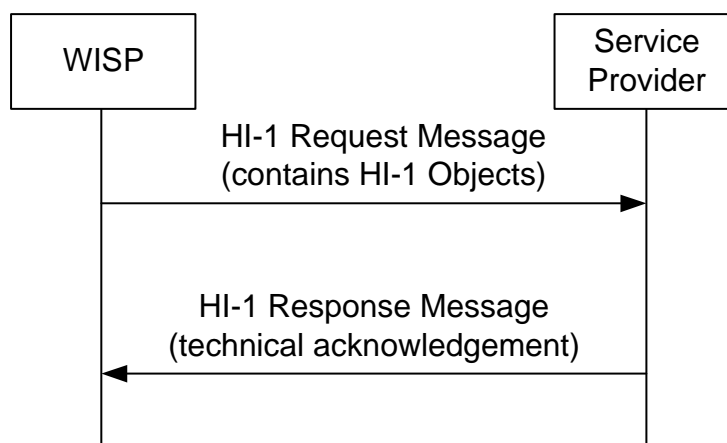 WISP
Service
Provider
HI-1 Request Message
(contains HI-1 Objects)
HI-1 Response Message
(technical acknowledgement)